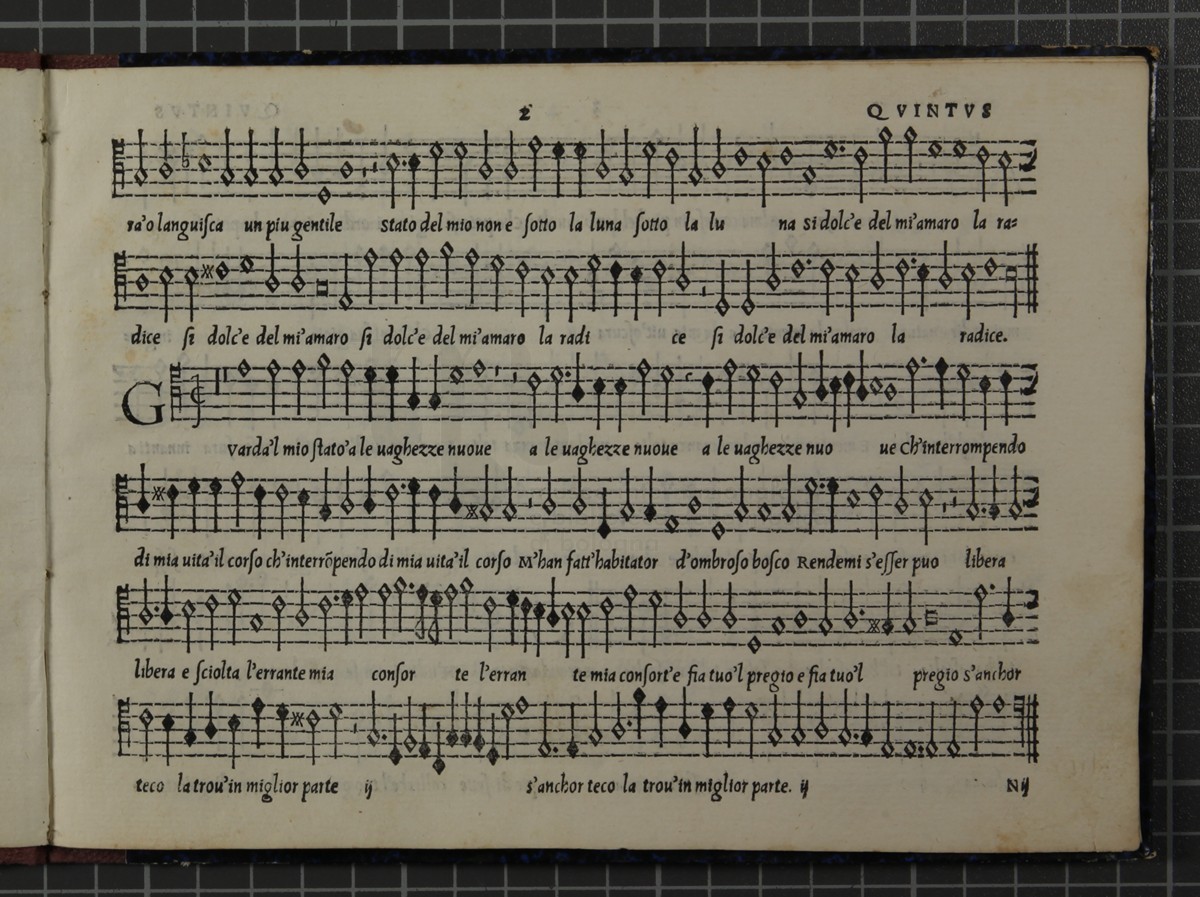 2 QVINTVS
ra'o languiſca un piu gentile stato del mio non e ſotto la luna ſotto la lu na si dolc'e del mi'amaro la ra=
dice ſi dolc'e del mi'amaro ſi dolc'e del mi'amaro la radi ce ſi dolc'e del mi'amaro la radice.
G
varda'l mio ſtato'a le uaghezze nuoue a le uaghezze nuoue a le uaghezze nuo ue ch'interrompendo
di mia uita'il corſo ch'interrõpendo di mia uita'il corſo M'han fatt'habitator d'ombroſo boſco Rendemi s'eſſer puo libera
libera e ſciolta l'errante mia conſor te l'erran te mia conſort'e fia tuo'l pregio e fia tuo'l pregio s'anchor
teco la trou'in miglior parte ij s'anchor teco la trou'in miglior parte. ij
N ij